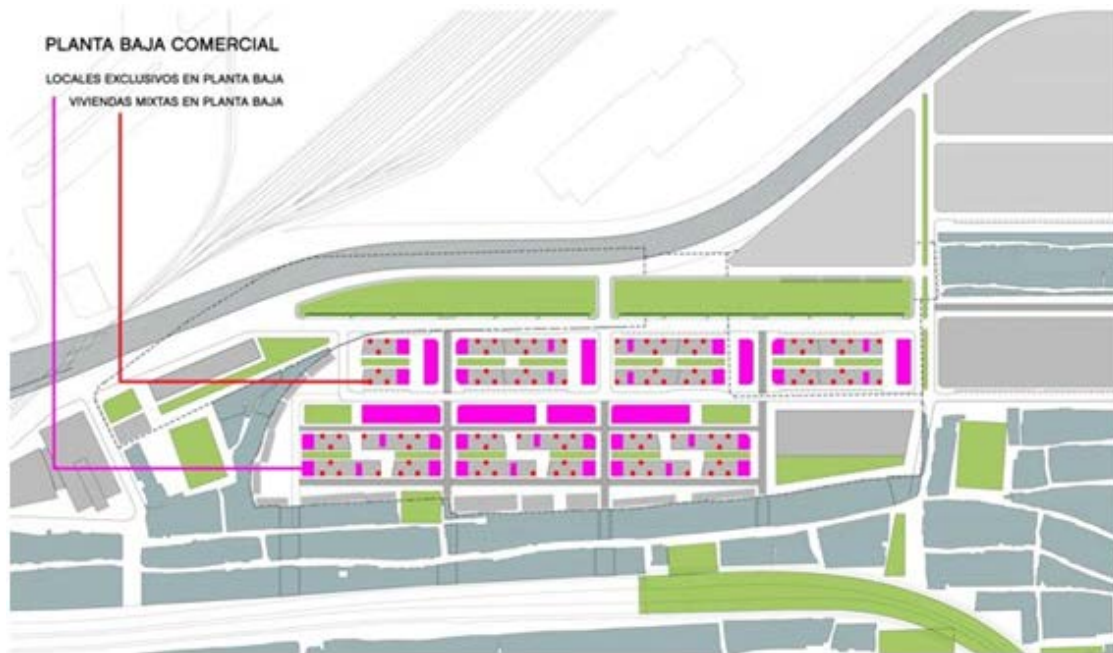 PLANTA BAJA COMERCIAL
LOCALES EXCLUSIVOS EN PLANTA BAJA
VIVIENDAS MIXTAS EN PLANTA BAJA